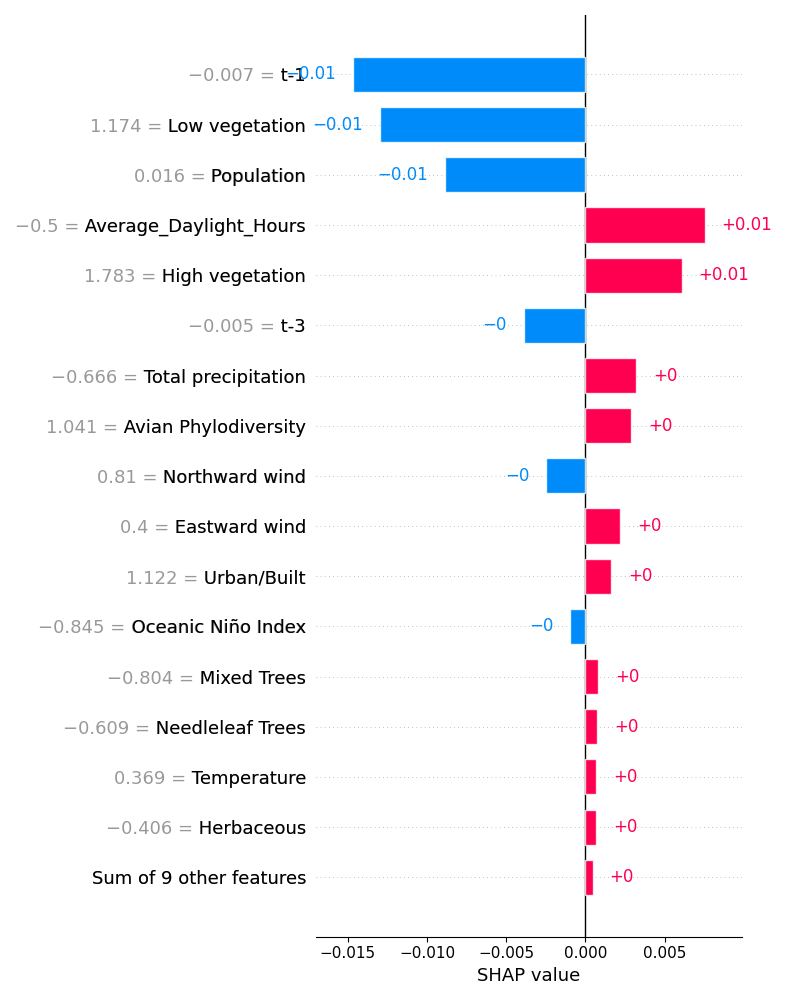 −0.007 = t-1 −0.01
1.174 = Low vegetation −0.01
0.016 = Population −0.01
−0.5 = Average_Daylight_Hours +0.01
1.783 = High vegetation +0.01
−0.005 = t-3 −0
−0.666 = Total precipitation +0
1.041 = Avian Phylodiversity +0
0.81 = Northward wind −0
0.4 = Eastward wind +0
1.122 = Urban/Built +0
−0.845 = Oceanic Niño Index −0
−0.804 = Mixed Trees +0
−0.609 = Needleleaf Trees +0
0.369 = Temperature +0
−0.406 = Herbaceous +0
Sum of 9 other features +0
−0.015 −0.010 −0.005 0.000 0.005
SHAP value